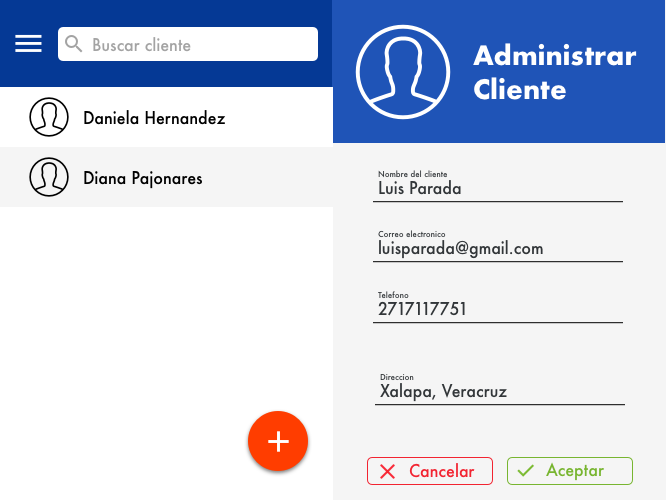 Buscar cliente
Daniela Hernandez
Diana Pajonares
Administrar
Cliente
Nombre del cliente
Luis Parada
Correo electronico
luisparada@gmail.com
Telefono
2717117751
Direccion
Xalapa, Veracruz
Cancelar
Aceptar